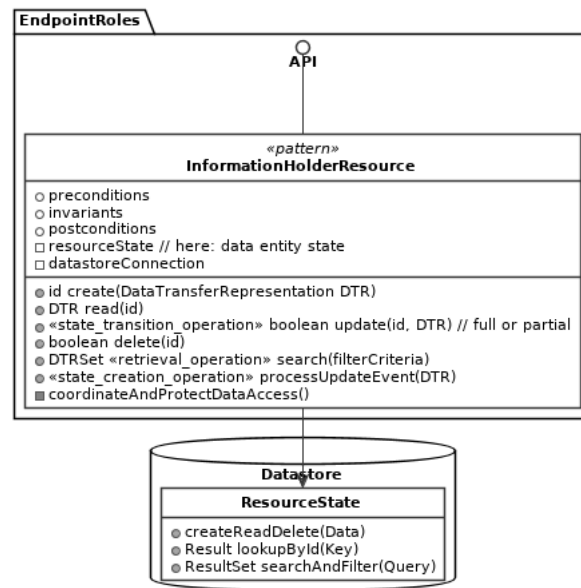 EndpointRoles
API
«pattern»
InformationHolderResource
preconditions
invariants
postconditions
resourceState // here: data entity state
datastoreConnection
id create(DataTransferRepresentation DTR)
DTR read(id)
«state_transition_operation» boolean update(id, DTR) // full or partial
boolean delete(id)
DTRSet «retrieval_operation» search(filterCriteria)
«state_creation_operation» processUpdateEvent(DTR)
coordinateAndProtectDataAccess()
Datastore
ResourceState
createReadDelete(Data)
Result lookupById(Key)
ResultSet searchAndFilter(Query)